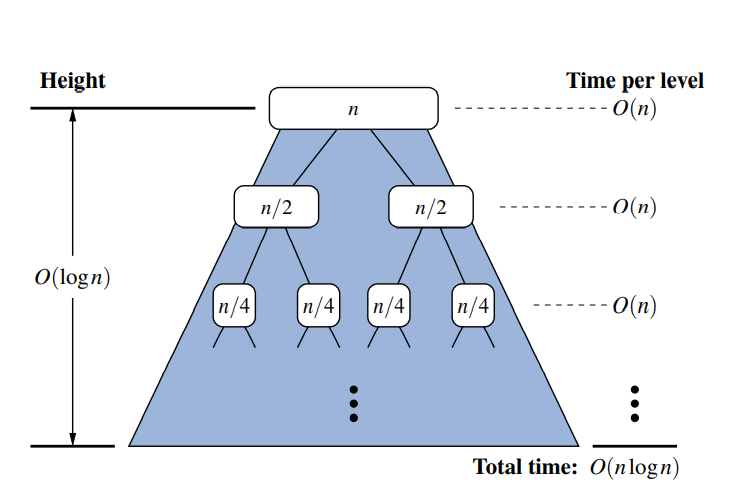 Height
Time per level
n
O(n)
n/2
n/2
O(n)
O(log n)
n/4
n/4
n/4
n/4
O(n)
Total time: O(n log n)